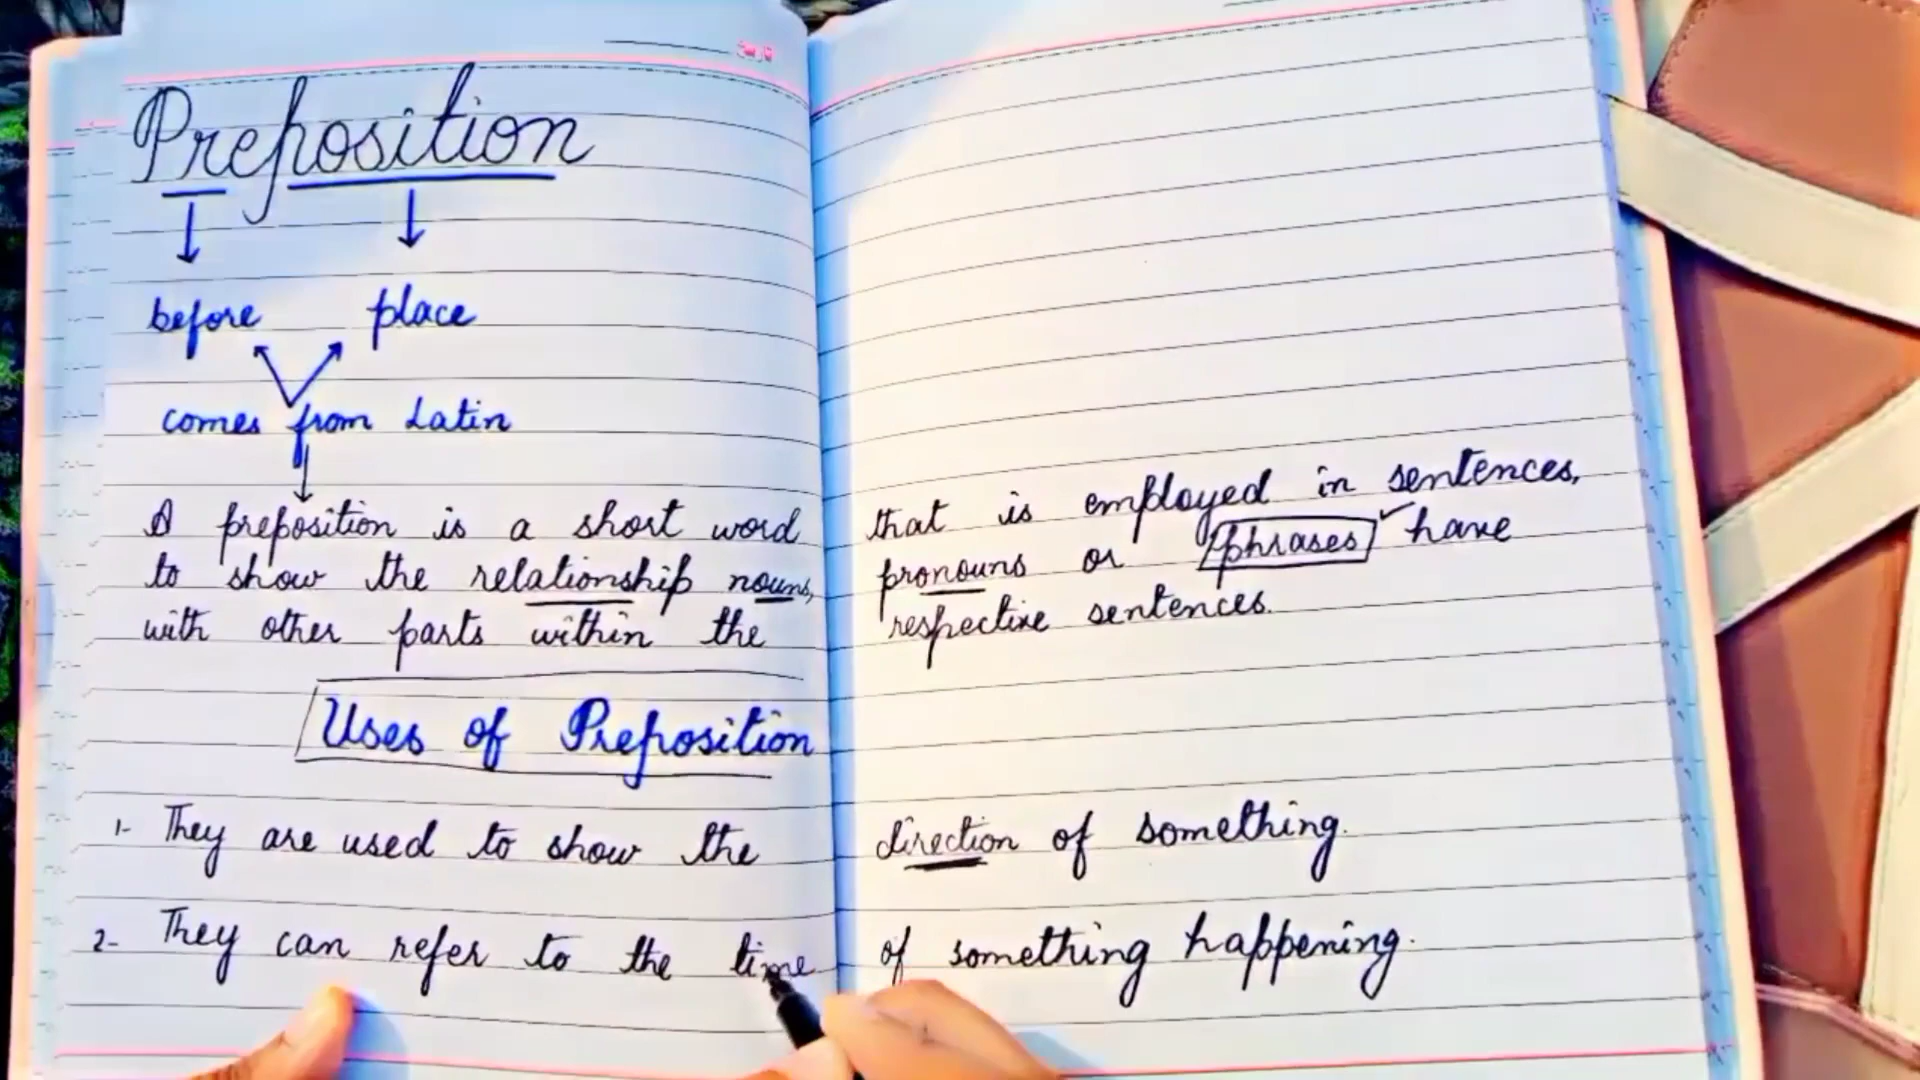 Preposition
before place
comes from Latin
A preposition is a short word that is employed in sentences,
to show the relationship nouns, pronouns or phrases have
with other parts within the respective sentences.
Uses of Preposition
1- They are used to show the direction of something.
2- They can refer to the time of something happening.